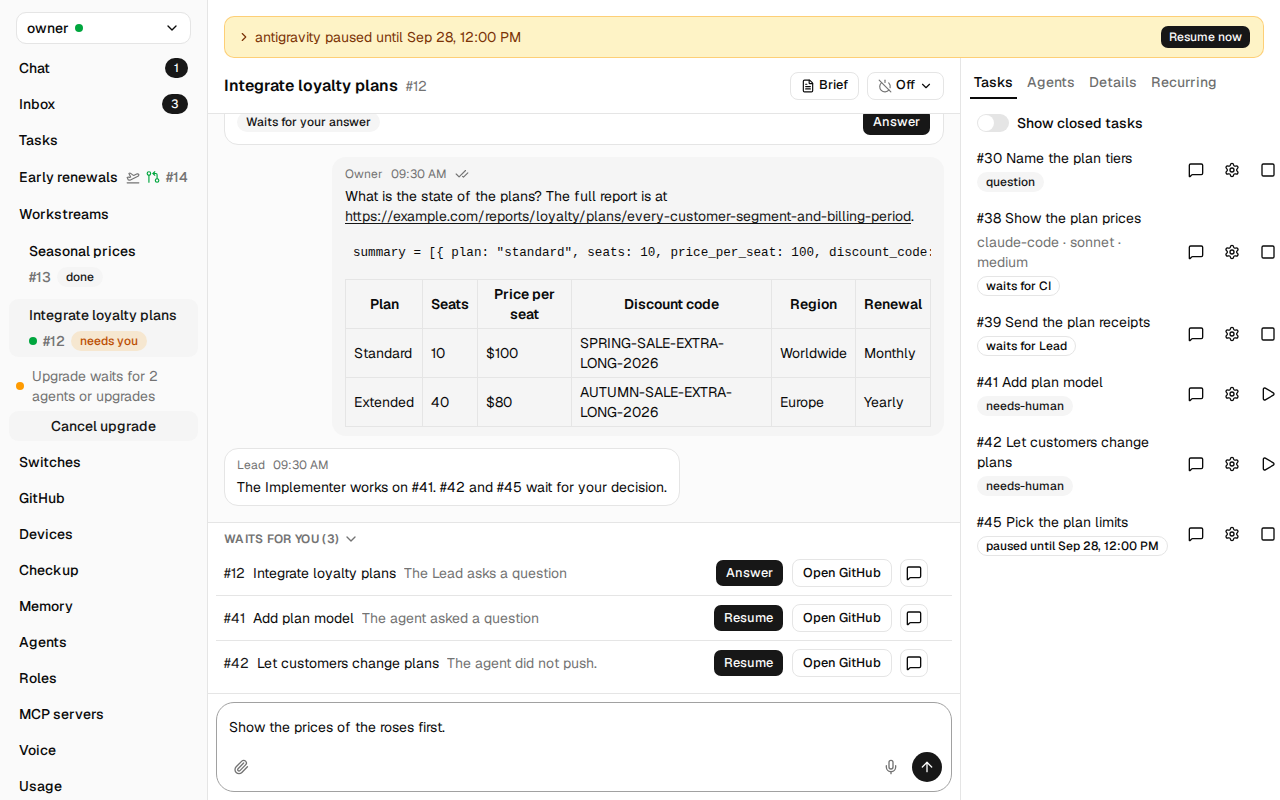 owner
Chat 1
Inbox 3
Tasks
Early renewals #14
Workstreams
Seasonal prices
#13 done
Integrate loyalty plans
#12 needs you
Upgrade waits for 2
agents or upgrades
Cancel upgrade
Switches
GitHub
Devices
Checkup
Memory
Agents
Roles
MCP servers
Voice
Usage
antigravity paused until Sep 28, 12:00 PM Resume now
Integrate loyalty plans #12 Brief Off
Waits for your answer Answer
Owner 09:30 AM
What is the state of the plans? The full report is at
https://example.com/reports/loyalty/plans/every-customer-segment-and-billing-period.
summary = [{ plan: "standard", seats: 10, price_per_seat: 100, discount_code:
Plan Seats Price per seat Discount code Region Renewal
Standard 10 $100 SPRING-SALE-EXTRA-LONG-2026 Worldwide Monthly
Extended 40 $80 AUTUMN-SALE-EXTRA-LONG-2026 Europe Yearly
Lead 09:30 AM
The Implementer works on #41. #42 and #45 wait for your decision.
WAITS FOR YOU (3)
#12 Integrate loyalty plans The Lead asks a question Answer Open GitHub
#41 Add plan model The agent asked a question Resume Open GitHub
#42 Let customers change plans The agent did not push. Resume Open GitHub
Show the prices of the roses first.
Tasks Agents Details Recurring
Show closed tasks
#30 Name the plan tiers
question
#38 Show the plan prices
claude-code · sonnet ·
medium
waits for CI
#39 Send the plan receipts
waits for Lead
#41 Add plan model
needs-human
#42 Let customers change
plans
needs-human
#45 Pick the plan limits
paused until Sep 28, 12:00 PM